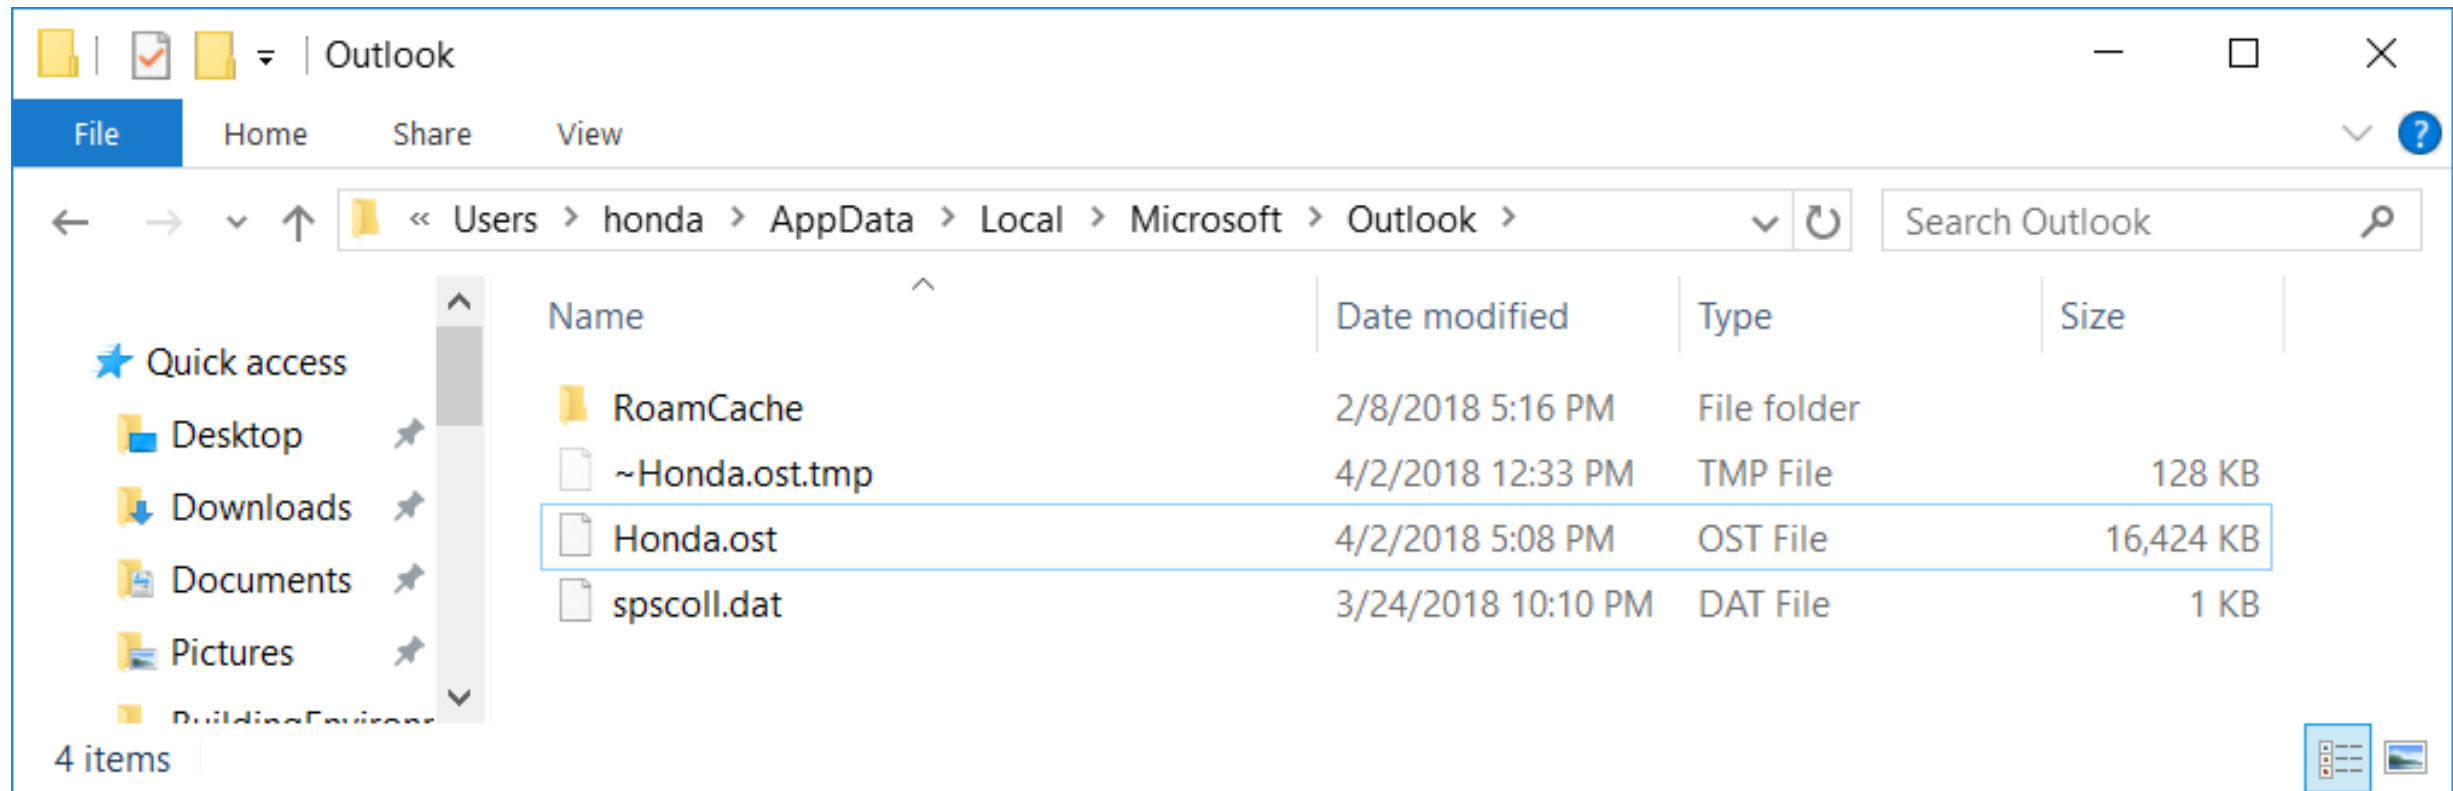 Outlook
File Home Share View
« Users > honda > AppData > Local > Microsoft > Outlook > Search Outlook
Name Date modified Type Size
Quick access
Desktop
Downloads
Documents
Pictures
RoamCache 2/8/2018 5:16 PM File folder
~Honda.ost.tmp 4/2/2018 12:33 PM TMP File 128 KB
Honda.ost 4/2/2018 5:08 PM OST File 16,424 KB
spscoll.dat 3/24/2018 10:10 PM DAT File 1 KB
4 items